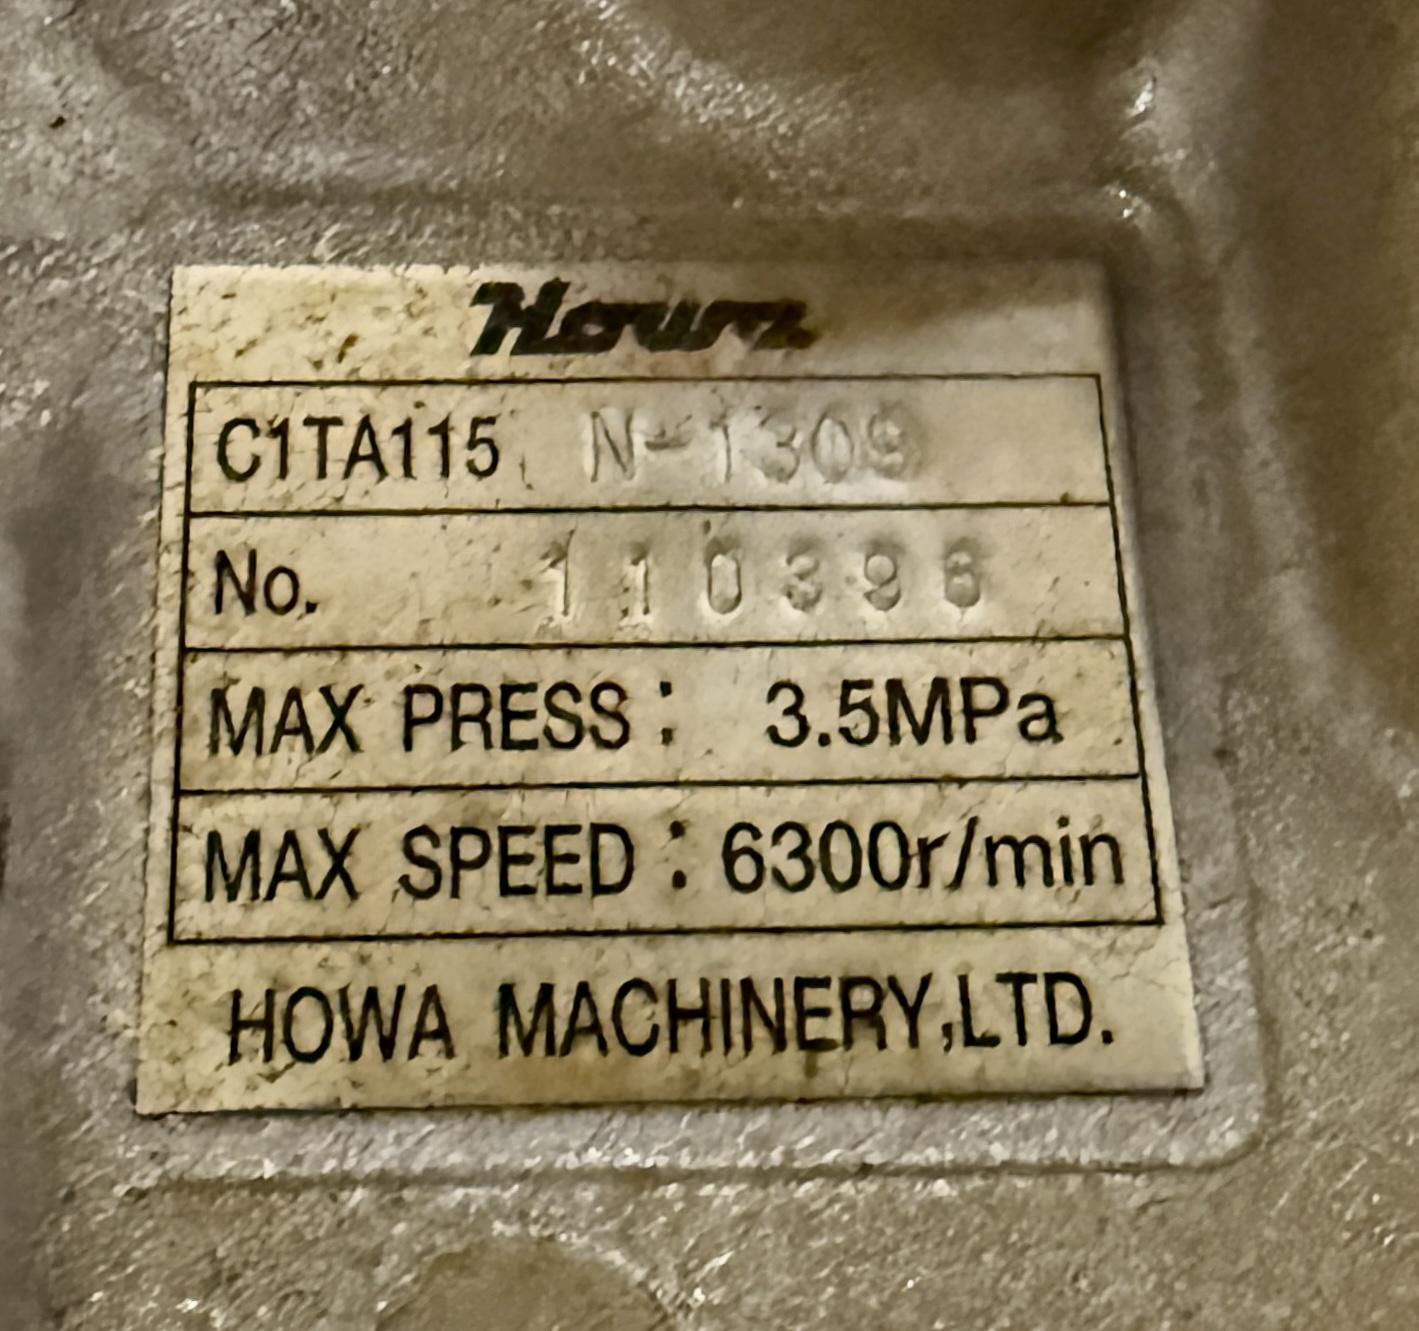 Howa
C1TA115 N-1309
No. 110396
MAX PRESS: 3.5MPa
MAX SPEED: 6300r/min
HOWA MACHINERY,LTD.